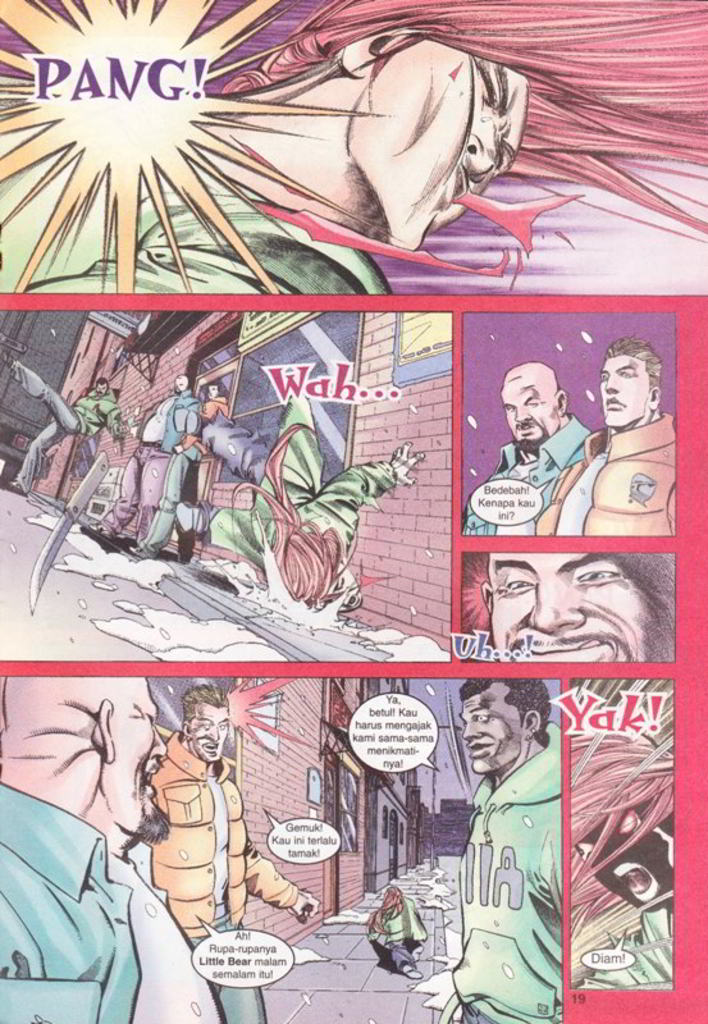 PANG!
Wah...
Bedebah!
Kenapa kau
ini?
Uh...!
Ya,
betul! Kau
harus mengajak
kami sama-sama
menikmati-
nya!
Gemuk!
Kau ini terlalu
tamak!
Ah!
Rupa-rupanya
Little Bear malam
semalam itu!
Yak!
Diam!
19